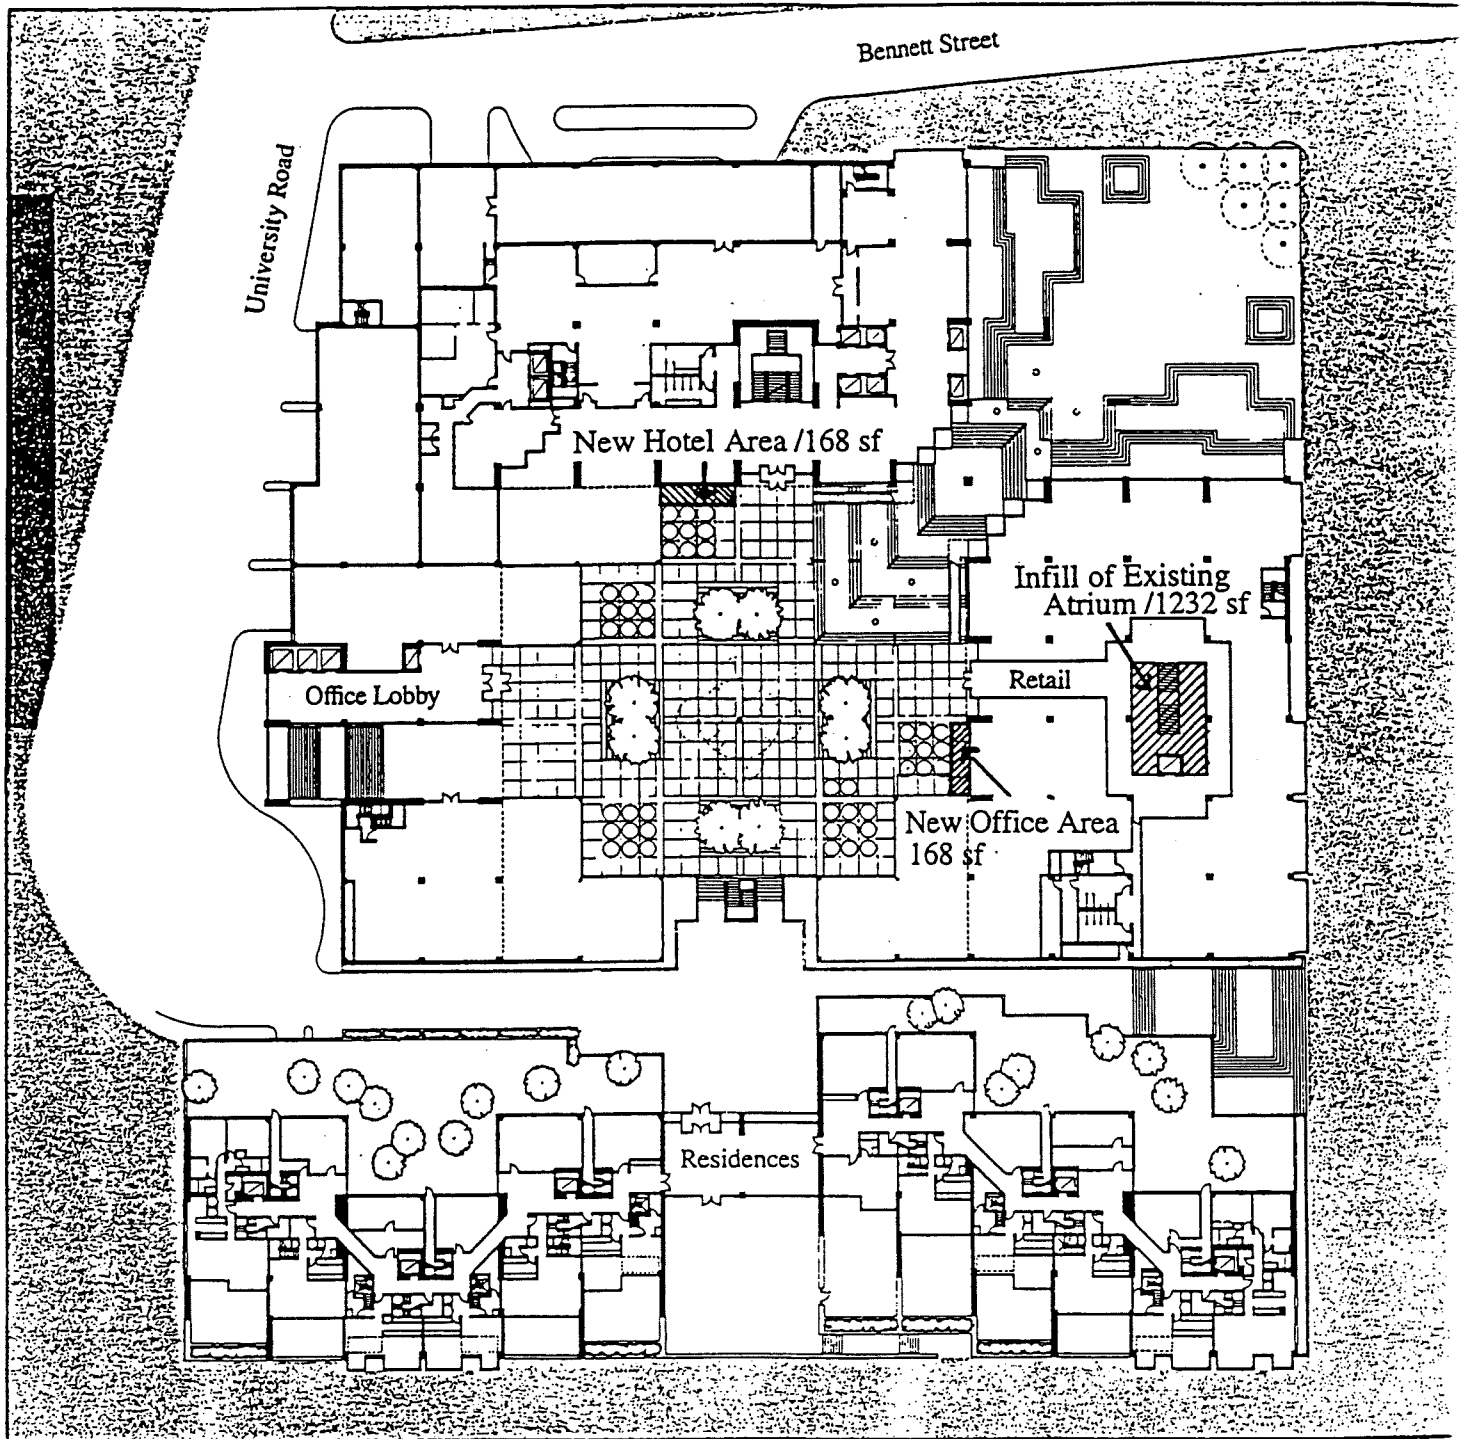 Bennett Street
University Road
New Hotel Area /168 sf
Infill of Existing
Atrium /1232 sf
Office Lobby
Retail
New Office Area
168 sf
Residences